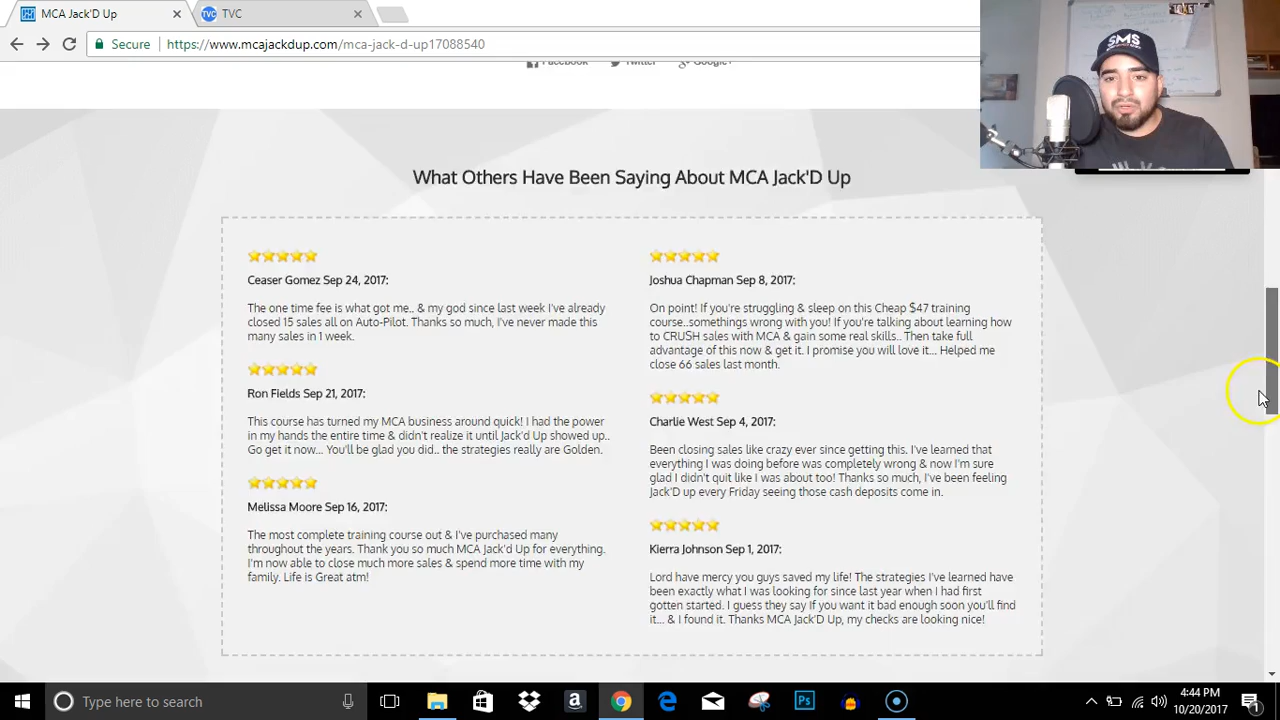 MCA Jack'D Up
TVC
Secure
https://www.mcajackdup.com/mca-jack-d-up17088540
Facebook Twitter Google+
SMS
What Others Have Been Saying About MCA Jack'D Up
Ceaser Gomez Sep 24, 2017:
The one time fee is what got me.. & my god since last week I've already
closed 15 sales all on Auto-Pilot. Thanks so much, I've never made this
many sales in 1 week.
Ron Fields Sep 21, 2017:
This course has turned my MCA business around quick! I had the power
in my hands the entire time & didn't realize it until Jack'd Up showed up..
Go get it now... You'll be glad you did.. the strategies really are Golden.
Melissa Moore Sep 16, 2017:
The most complete training course out & I've purchased many
throughout the years. Thank you so much MCA Jack'd Up for everything.
I'm now able to close much more sales & spend more time with my
family. Life is Great atm!
Joshua Chapman Sep 8, 2017:
On point! If you're struggling & sleep on this Cheap $47 training
course..somethings wrong with you! If you're talking about learning how
to CRUSH sales with MCA & gain some real skills.. Then take full
advantage of this now & get it. I promise you will love it... Helped me
close 66 sales last month.
Charlie West Sep 4, 2017:
Been closing sales like crazy ever since getting this. I've learned that
everything I was doing before was completely wrong & now I'm sure
glad I didn't quit like I was about too! Thanks so much, I've been feeling
Jack'D up every Friday seeing those cash deposits come in.
Kierra Johnson Sep 1, 2017:
Lord have mercy you guys saved my life! The strategies I've learned have
been exactly what I was looking for since last year when I had first
gotten started. I guess they say If you want it bad enough soon you'll find
it... & I found it. Thanks MCA Jack'D Up, my checks are looking nice!
Type here to search
4:44 PM
10/20/2017